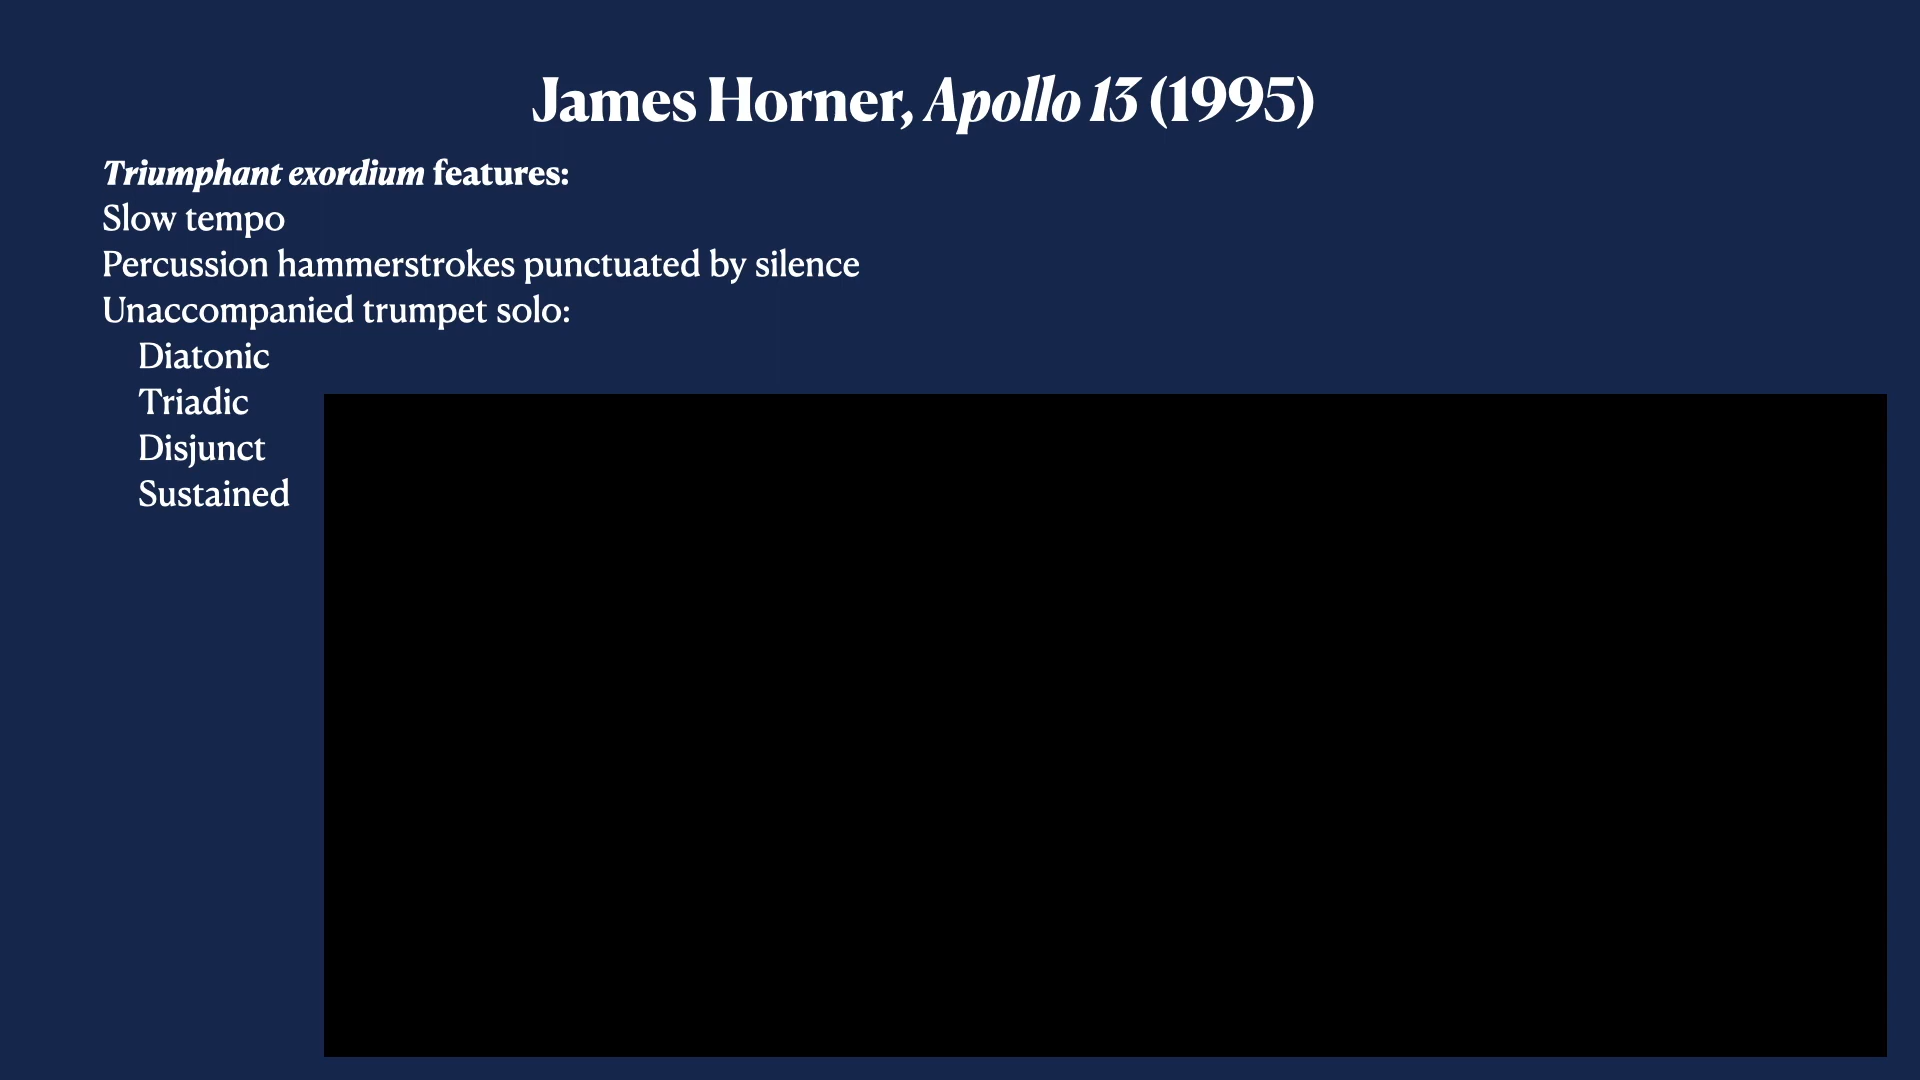 James Horner, Apollo 13 (1995)
Triumphant exordium features:
Slow tempo
Percussion hammerstrokes punctuated by silence
Unaccompanied trumpet solo:
Diatonic
Triadic
Disjunct
Sustained